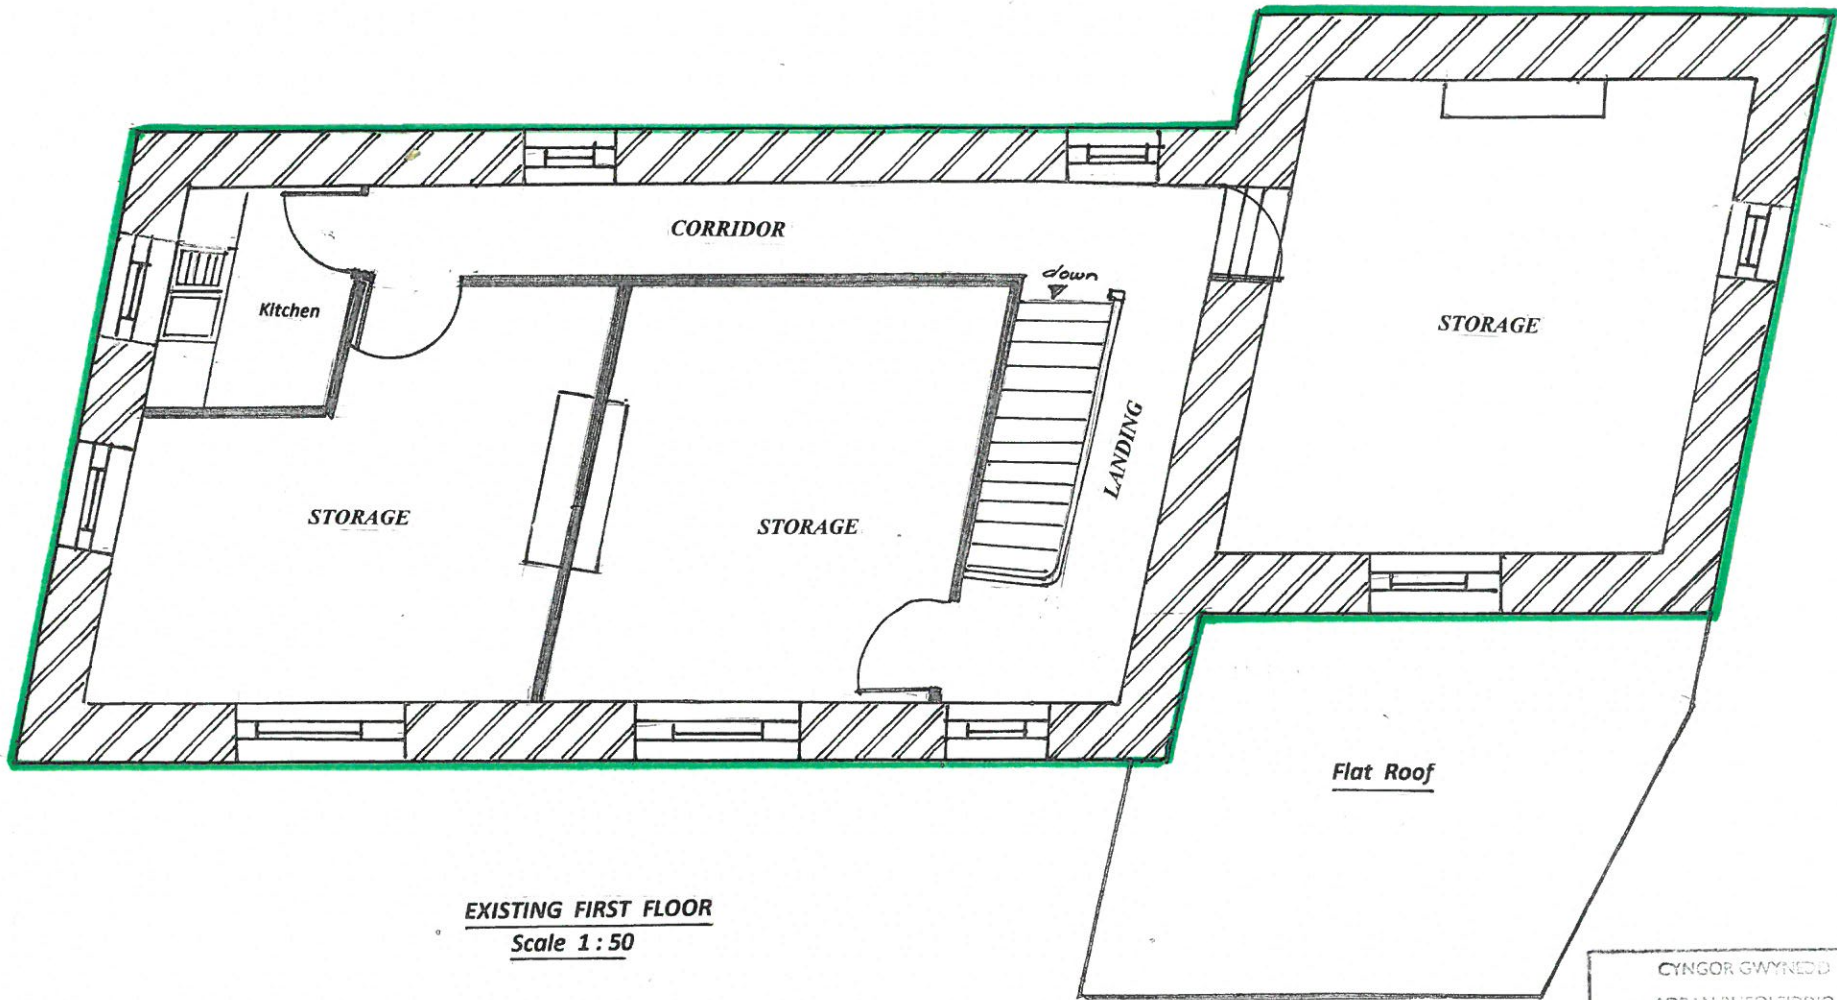 CORRIDOR
down
Kitchen
STORAGE
STORAGE
STORAGE
LANDING
Flat Roof
EXISTING FIRST FLOOR
Scale 1 : 50
CYNGOR GWYNEDD